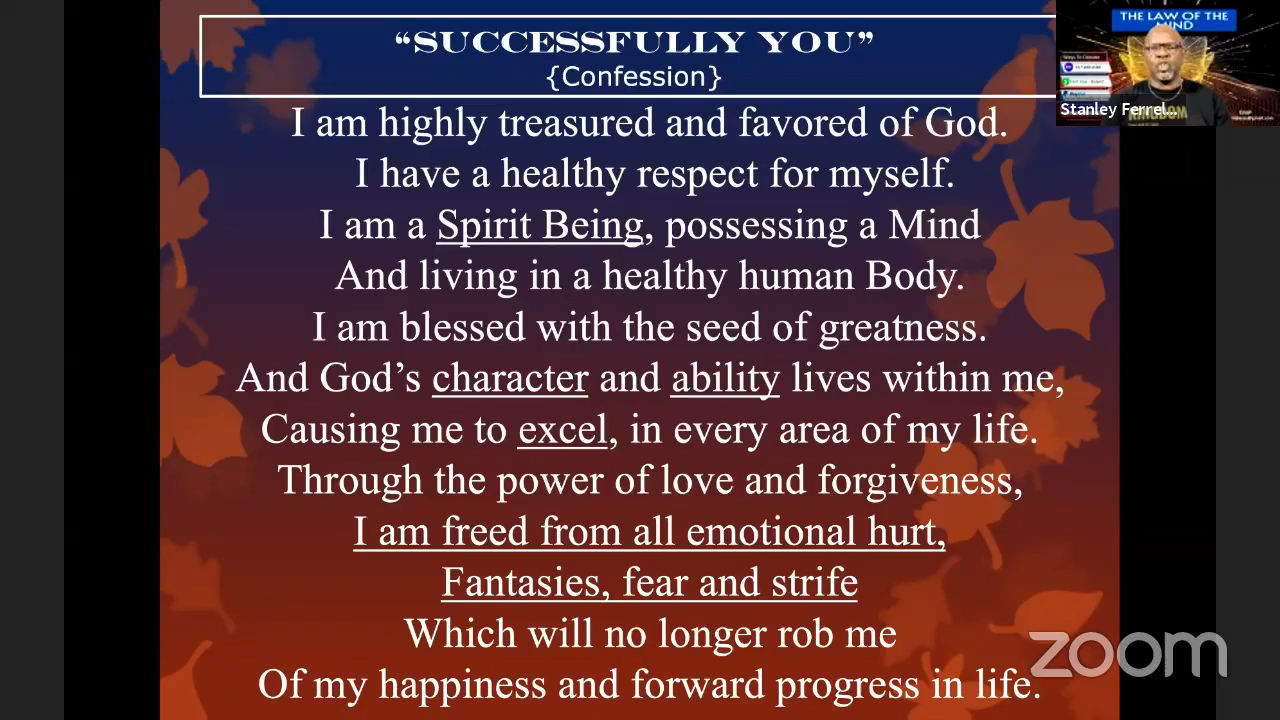 “SUCCESSFULLY YOU”
{Confession}
I am highly treasured and favored of God.
I have a healthy respect for myself.
I am a Spirit Being, possessing a Mind
And living in a healthy human Body.
I am blessed with the seed of greatness.
And God’s character and ability lives within me,
Causing me to excel, in every area of my life.
Through the power of love and forgiveness,
I am freed from all emotional hurt,
Fantasies, fear and strife
Which will no longer rob me
Of my happiness and forward progress in life.
THE LAW OF THE
MIND
Stanley Ferrel...
KINGDOM
zoom